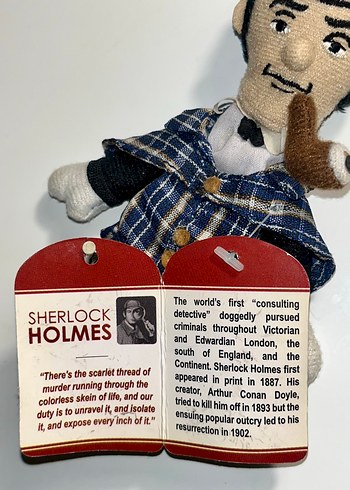 SHERLOCK
HOLMES
"There's the scarlet thread of
murder running through the
colorless skein of life, and our
duty is to unravel it, and isolate
it, and expose every inch of it."
The world's first "consulting
detective" doggedly pursued
criminals throughout Victorian
and Edwardian London, the
south of England, and the
Continent. Sherlock Holmes first
appeared in print in 1887. His
creator, Arthur Conan Doyle,
tried to kill him off in 1893 but the
ensuing popular outcry led to his
resurrection in 1902.